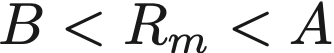 $B < R_m < A$